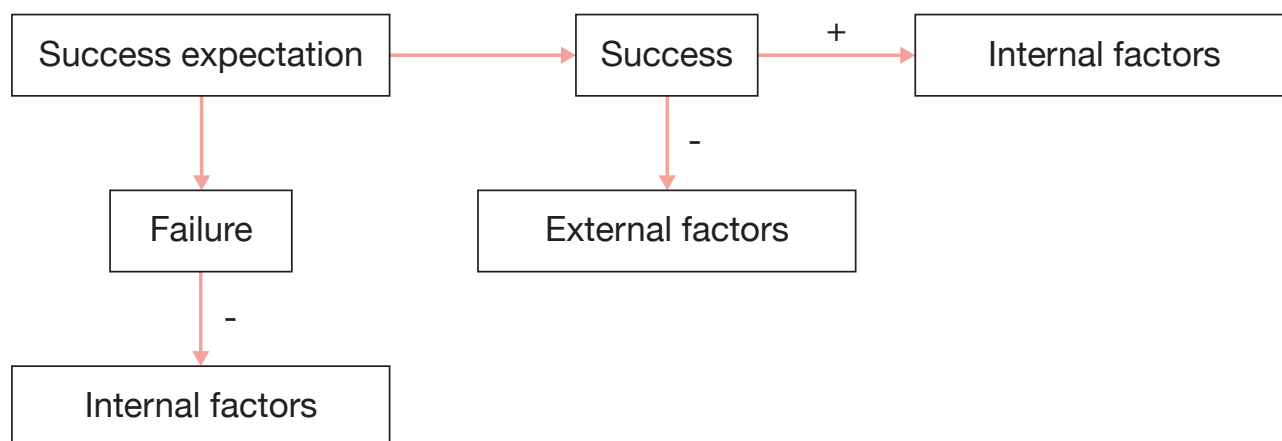 Success expectation
Success
+
Internal factors
-
Failure
External factors
-
Internal factors